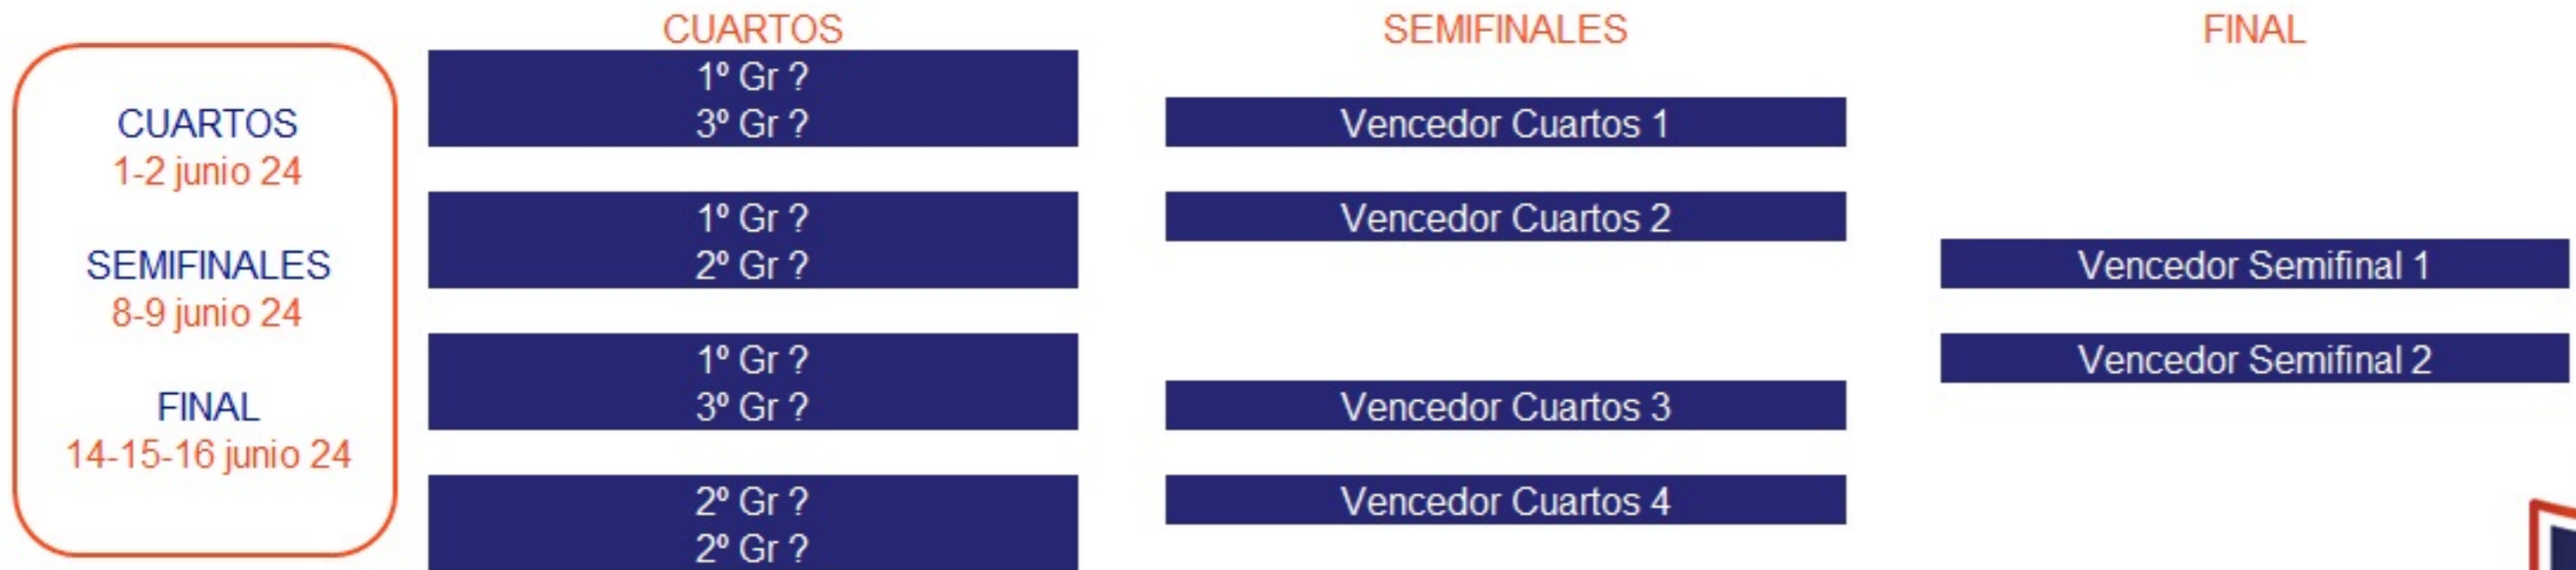 CUARTOS
1-2 junio 24
SEMIFINALES
8-9 junio 24
FINAL
14-15-16 junio 24
CUARTOS
1º Gr ?
3º Gr ?
1º Gr ?
2º Gr ?
1º Gr ?
3º Gr ?
2º Gr ?
2º Gr ?
SEMIFINALES
Vencedor Cuartos 1
Vencedor Cuartos 2
Vencedor Cuartos 3
Vencedor Cuartos 4
FINAL
Vencedor Semifinal 1
Vencedor Semifinal 2